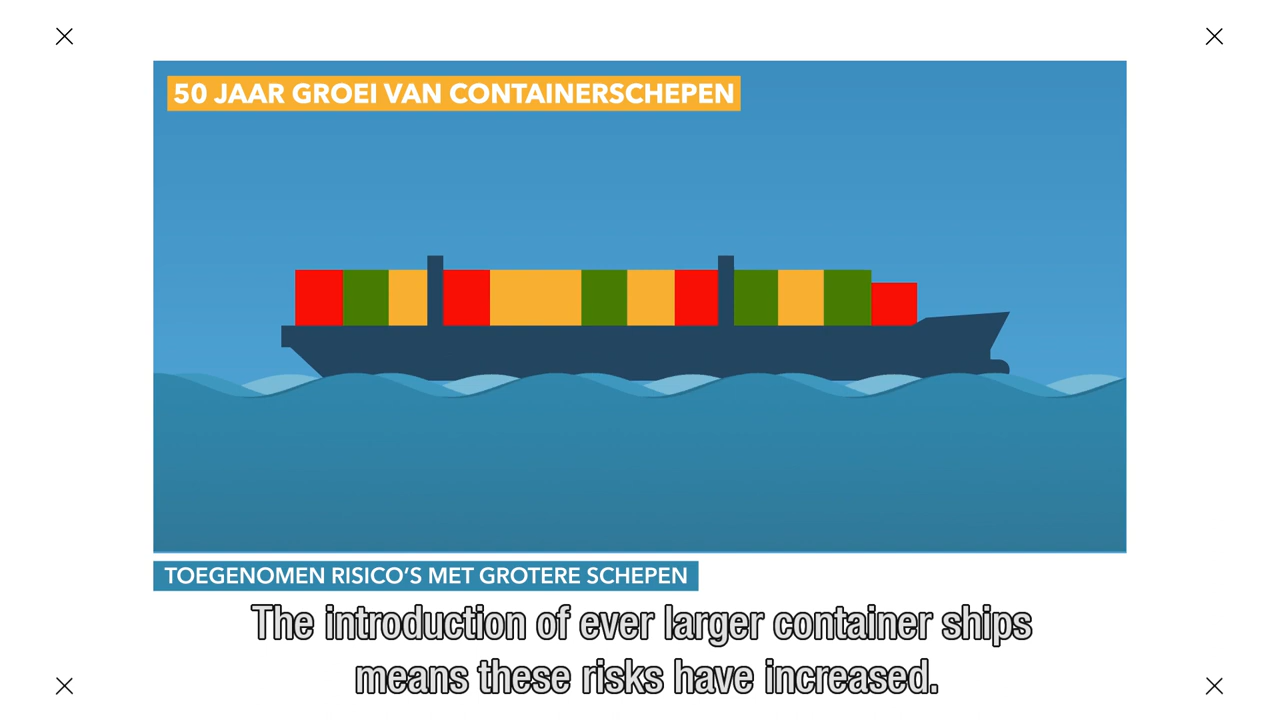 50 JAAR GROEI VAN CONTAINERSCHEPEN
TOEGENOMEN RISICO'S MET GROTERE SCHEPEN
The introduction of ever larger container ships
means these risks have increased.